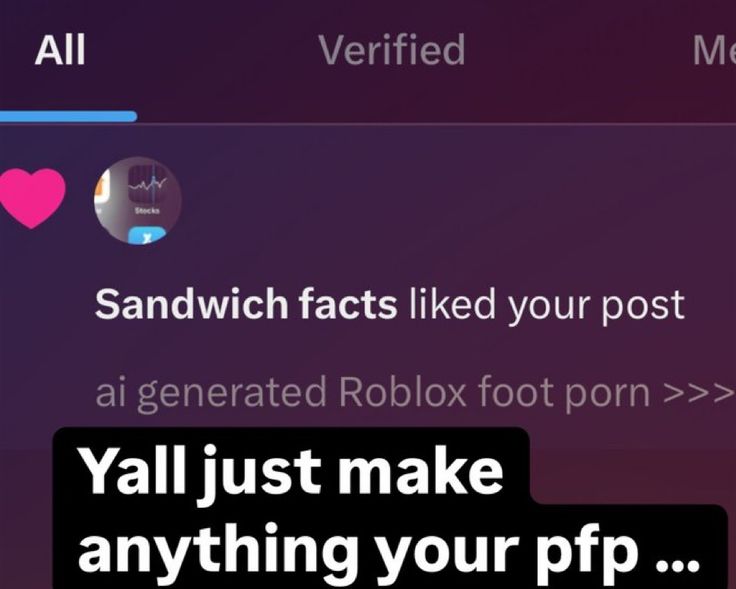 All Verified Me
Stocks
Sandwich facts liked your post
ai generated Roblox foot porn >>>
Yall just make
anything your pfp ...